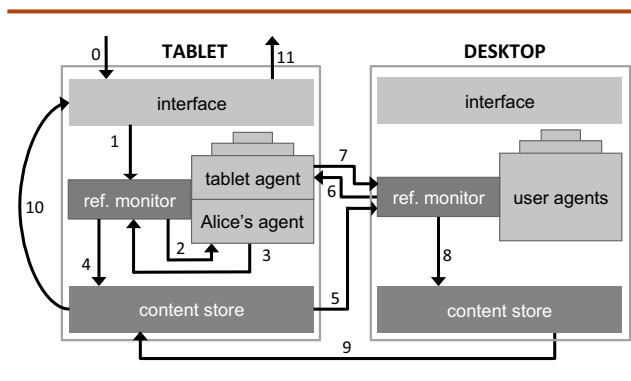 TABLET
DESKTOP
0
11
interface
interface
1
7
tablet agent
6
ref. monitor
ref. monitor
user agents
10
Alice's agent
2
3
4
8
5
content store
content store
9